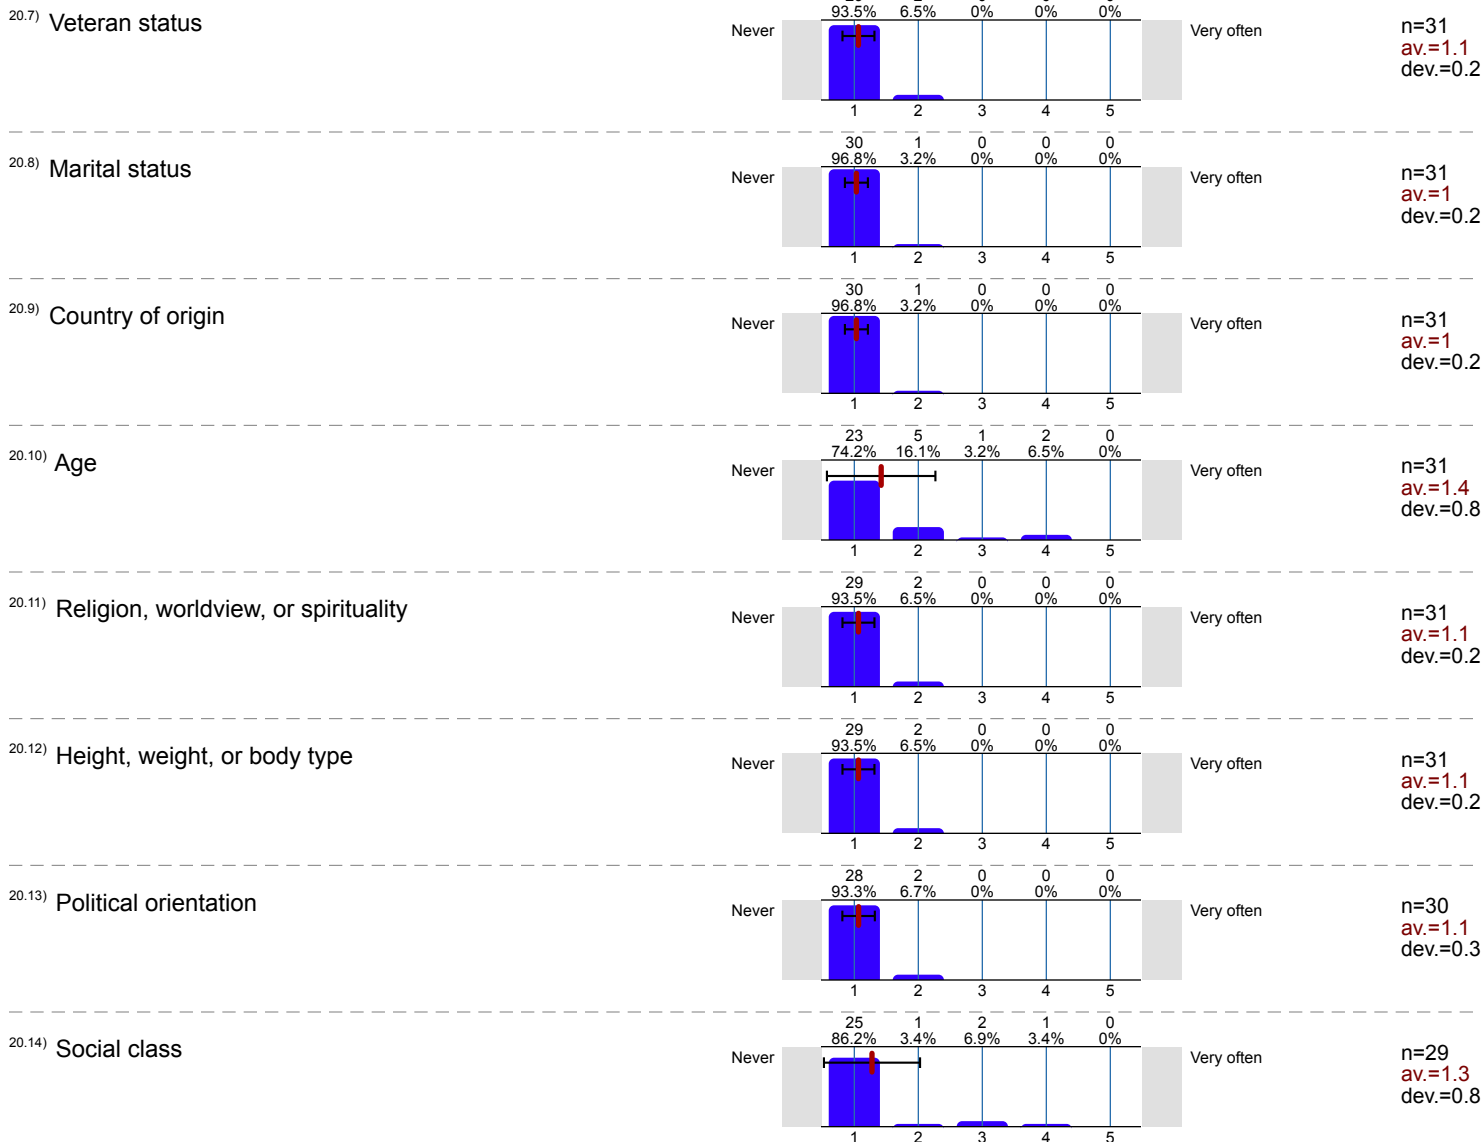 93.5% 6.5% 0% 0% 0%
20.7) Veteran status
Never
Very often
n=31
av.=1.1
dev.=0.2
1 2 3 4 5
30 1 0 0 0
96.8% 3.2% 0% 0% 0%
20.8) Marital status
Never
Very often
n=31
av.=1
dev.=0.2
1 2 3 4 5
30 1 0 0 0
96.8% 3.2% 0% 0% 0%
20.9) Country of origin
Never
Very often
n=31
av.=1
dev.=0.2
1 2 3 4 5
23 5 1 2 0
74.2% 16.1% 3.2% 6.5% 0%
20.10) Age
Never
Very often
n=31
av.=1.4
dev.=0.8
1 2 3 4 5
29 2 0 0 0
93.5% 6.5% 0% 0% 0%
20.11) Religion, worldview, or spirituality
Never
Very often
n=31
av.=1.1
dev.=0.2
1 2 3 4 5
29 2 0 0 0
93.5% 6.5% 0% 0% 0%
20.12) Height, weight, or body type
Never
Very often
n=31
av.=1.1
dev.=0.2
1 2 3 4 5
28 2 0 0 0
93.3% 6.7% 0% 0% 0%
20.13) Political orientation
Never
Very often
n=30
av.=1.1
dev.=0.3
1 2 3 4 5
25 1 2 1 0
86.2% 3.4% 6.9% 3.4% 0%
20.14) Social class
Never
Very often
n=29
av.=1.3
dev.=0.8
1 2 3 4 5